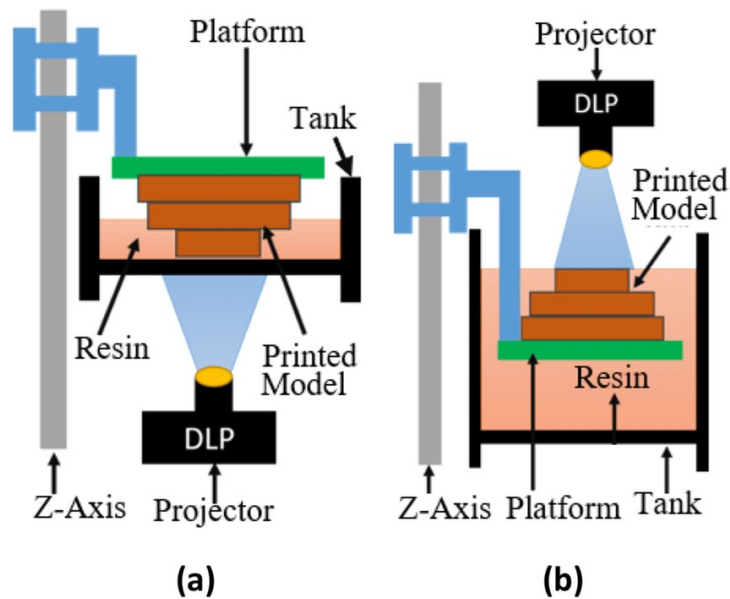 Platform
Tank
Resin
Printed
Model
DLP
Z-Axis
Projector
(a)
Projector
DLP
Printed
Model
Resin
Z-Axis
Platform
Tank
(b)